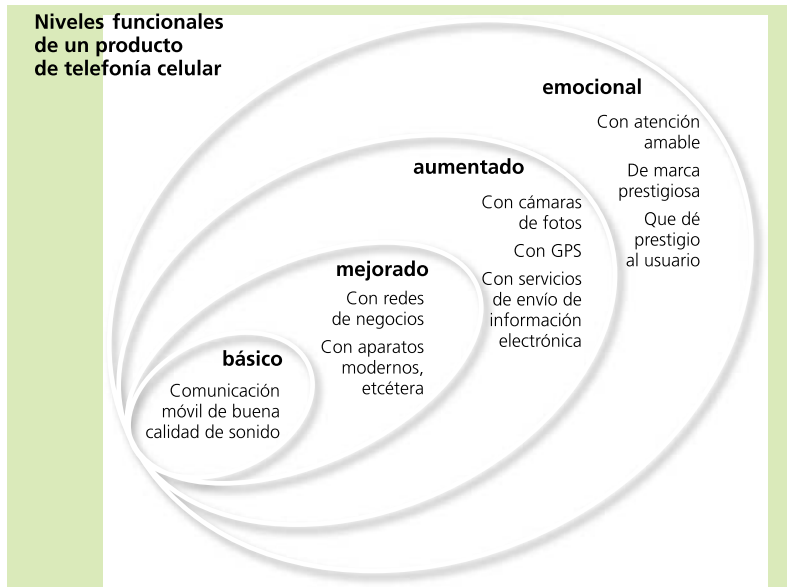 Niveles funcionales
de un producto
de telefonía celular
emocional
Con atención
amable
De marca
prestigiosa
Que dé
prestigio
al usuario
aumentado
Con cámaras
de fotos
Con GPS
Con servicios
de envío de
información
electrónica
mejorado
Con redes
de negocios
Con aparatos
modernos,
etcétera
básico
Comunicación
móvil de buena
calidad de sonido